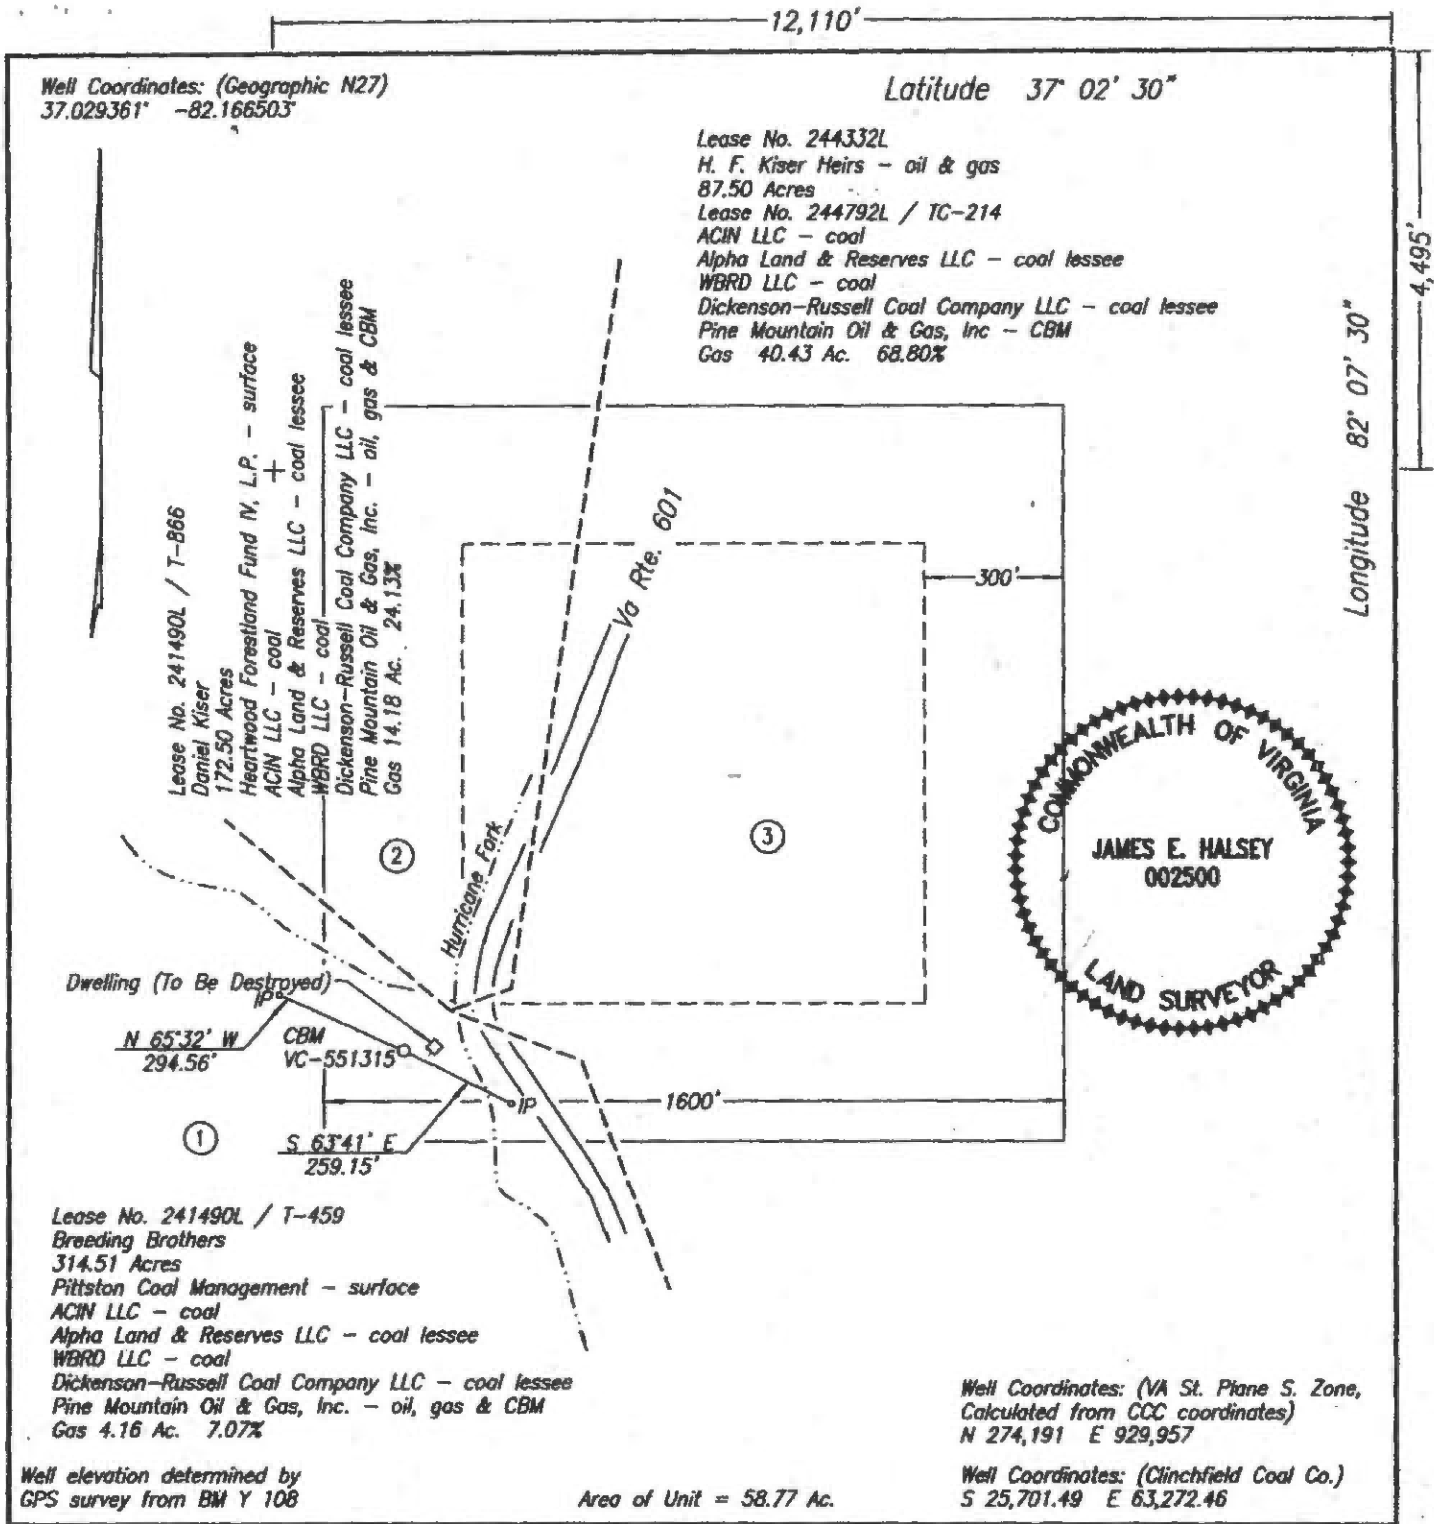 12,110'
Well Coordinates: (Geographic N27)
37.029361° -82.166503°
Latitude 37° 02' 30"
4,495'
Longitude 82° 07' 30"
Lease No. 244332L
H. F. Kiser Heirs - oil & gas
87.50 Acres
Lease No. 244792L / TC-214
ACIN LLC - coal
Alpha Land & Reserves LLC - coal lessee
WBRD LLC - coal
Dickenson-Russell Coal Company LLC - coal lessee
Pine Mountain Oil & Gas, Inc - CBM
Gas 40.43 Ac. 68.80%
Lease No. 241490L / T-866
Daniel Kiser
172.50 Acres
Heartwood Forestland Fund IV, L.P. - surface
ACIN LLC - coal
Alpha Land & Reserves LLC - coal lessee
WBRD LLC - coal
Dickenson-Russell Coal Company LLC - coal lessee
Pine Mountain Oil & Gas, Inc. - oil, gas & CBM
Gas 14.18 Ac. 24.13%
Va Rte. 601
300'
Hurricane Fork
2
3
COMMONWEALTH OF VIRGINIA
JAMES E. HALSEY
002500
LAND SURVEYOR
Dwelling (To Be Destroyed)
IP
N 65°32' W
294.56'
CBM
VC-551315
IP
1600'
1
S 63°41' E
259.15'
Lease No. 241490L / T-459
Breeding Brothers
314.51 Acres
Pittston Coal Management - surface
ACIN LLC - coal
Alpha Land & Reserves LLC - coal lessee
WBRD LLC - coal
Dickenson-Russell Coal Company LLC - coal lessee
Pine Mountain Oil & Gas, Inc. - oil, gas & CBM
Gas 4.16 Ac. 7.07%
Well Coordinates: (VA St. Plane S. Zone,
Calculated from CCC coordinates)
N 274,191 E 929,957
Well elevation determined by
GPS survey from BM Y 108
Area of Unit = 58.77 Ac.
Well Coordinates: (Clinchfield Coal Co.)
S 25,701.49 E 63,272.46